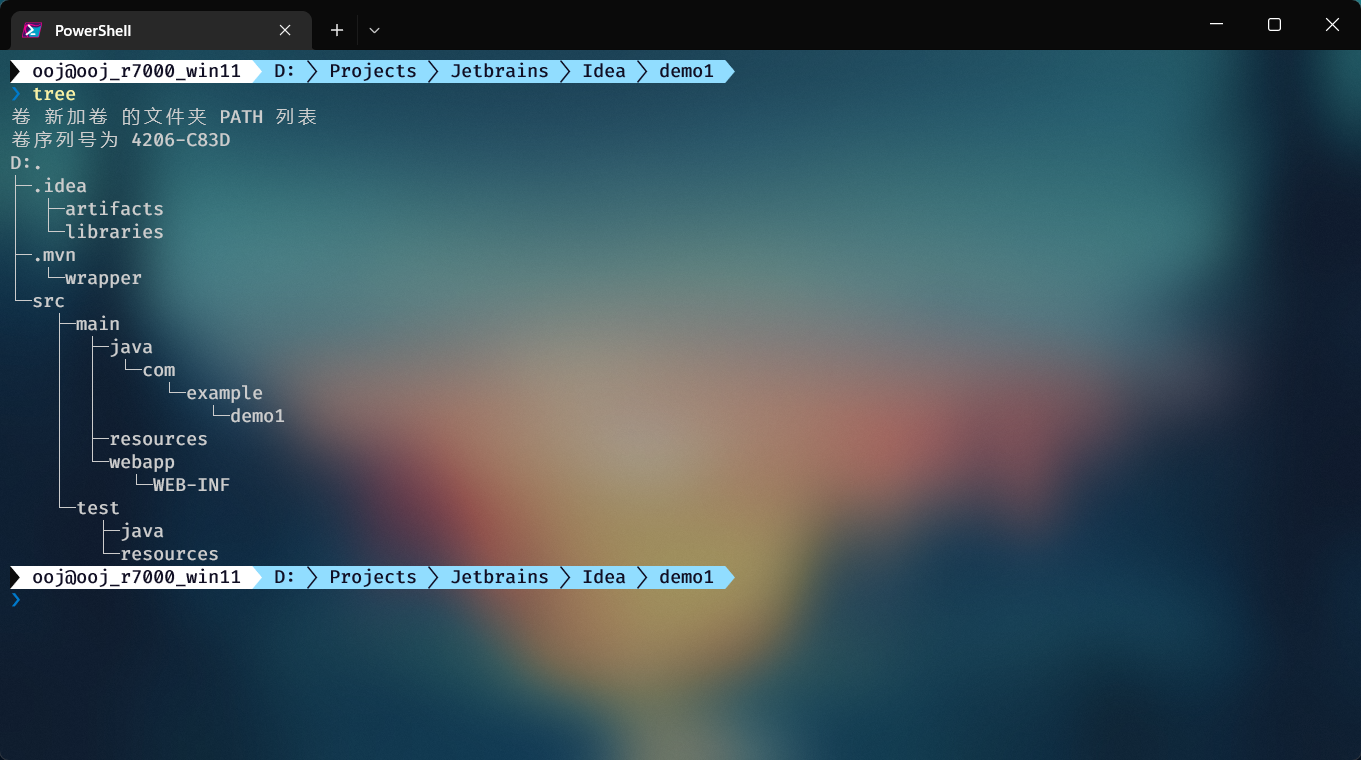 PowerShell
ooj@ooj_r7000_win11 D: Projects Jetbrains Idea demo1
❯ tree
卷 新加卷 的文件夹 PATH 列表
卷序列号为 4206-C83D
D:.
├─.idea
│  ├─artifacts
│  └─libraries
├─.mvn
│  └─wrapper
└─src
    ├─main
    │  ├─java
    │  │  └─com
    │  │      └─example
    │  │          └─demo1
    │  ├─resources
    │  └─webapp
    │      └─WEB-INF
    └─test
        ├─java
        └─resources
ooj@ooj_r7000_win11 D: Projects Jetbrains Idea demo1
❯